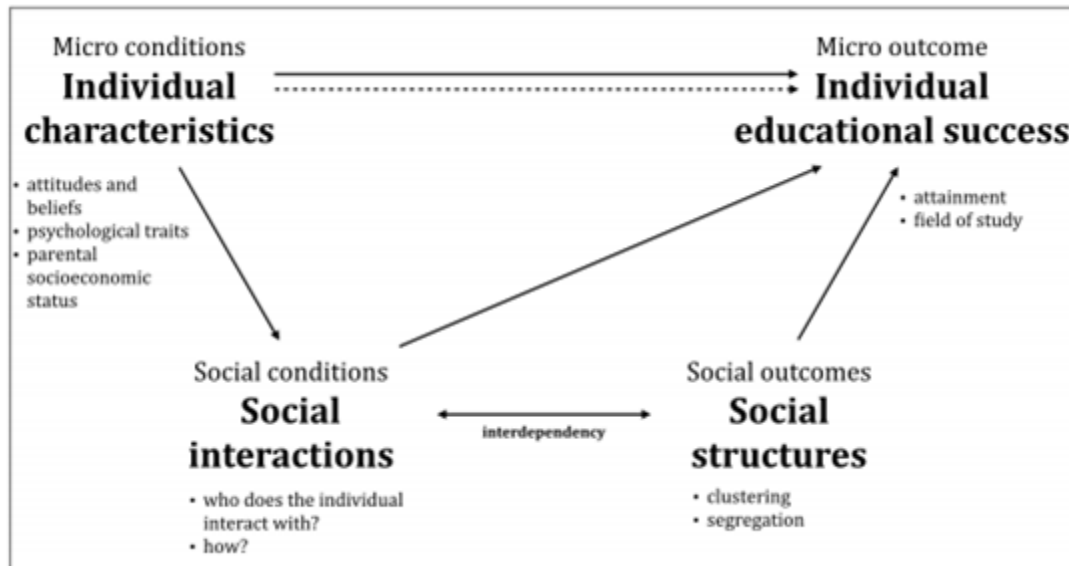 Micro conditions
Individual
characteristics
• attitudes and
beliefs
• psychological traits
• parental
socioeconomic
status
Micro outcome
Individual
educational success
• attainment
• field of study
Social conditions
Social
interactions
• who does the individual
interact with?
• how?
interdependency
Social outcomes
Social
structures
• clustering
• segregation